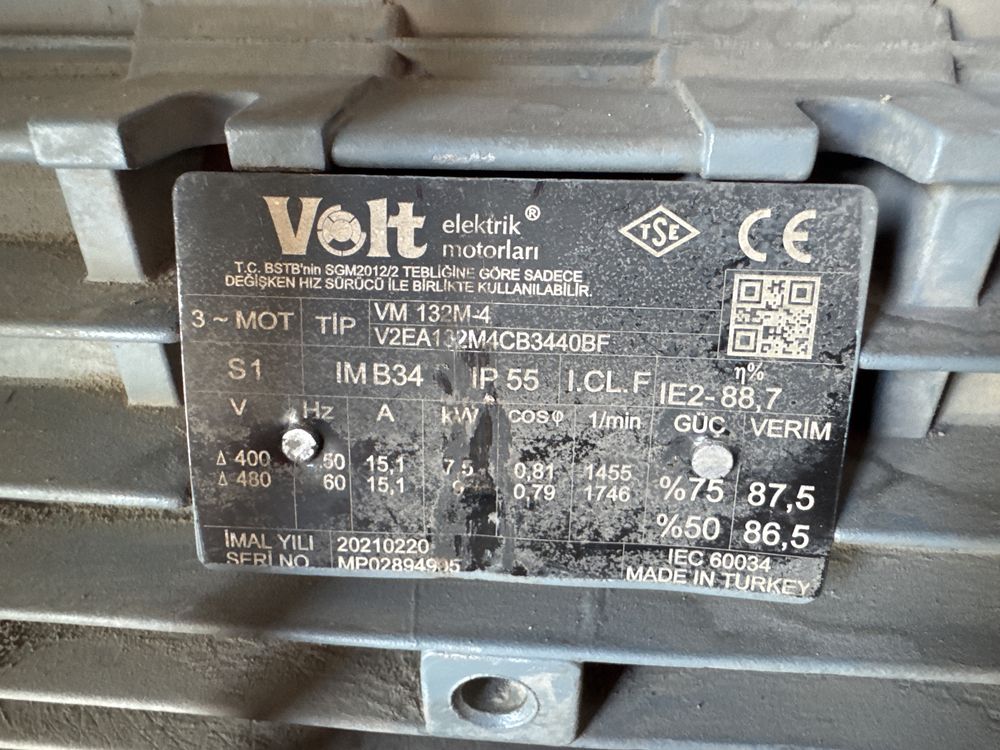 Volt elektrik® motorları
TSE
CE
T.C. BSTB'nin SGM2012/2 TEBLİĞİNE GÖRE SADECE
DEĞİŞKEN HIZ SÜRÜCÜ İLE BİRLİKTE KULLANILABİLİR.
3 ~ MOT TİP VM 132M-4
V2EA132M4CB3440BF
S1 IM B34 IP 55 I.CL. F IE2- 88,7 η%
V Hz A kW cosφ 1/min GÜÇ VERİM
Δ 400 50 15,1 7,5 0,81 1455
Δ 480 60 15,1 0,79 1746
%75 87,5
%50 86,5
İMAL YILI 20210220
SERİ NO MP02894905
IEC 60034
MADE IN TURKEY